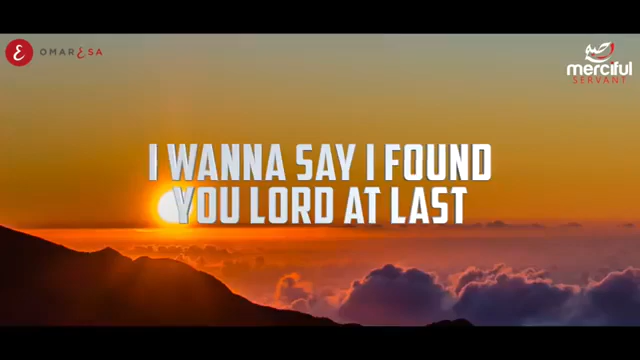 OMAR ESA
merciful
SERVANT
I WANNA SAY I FOUND
YOU LORD AT LAST